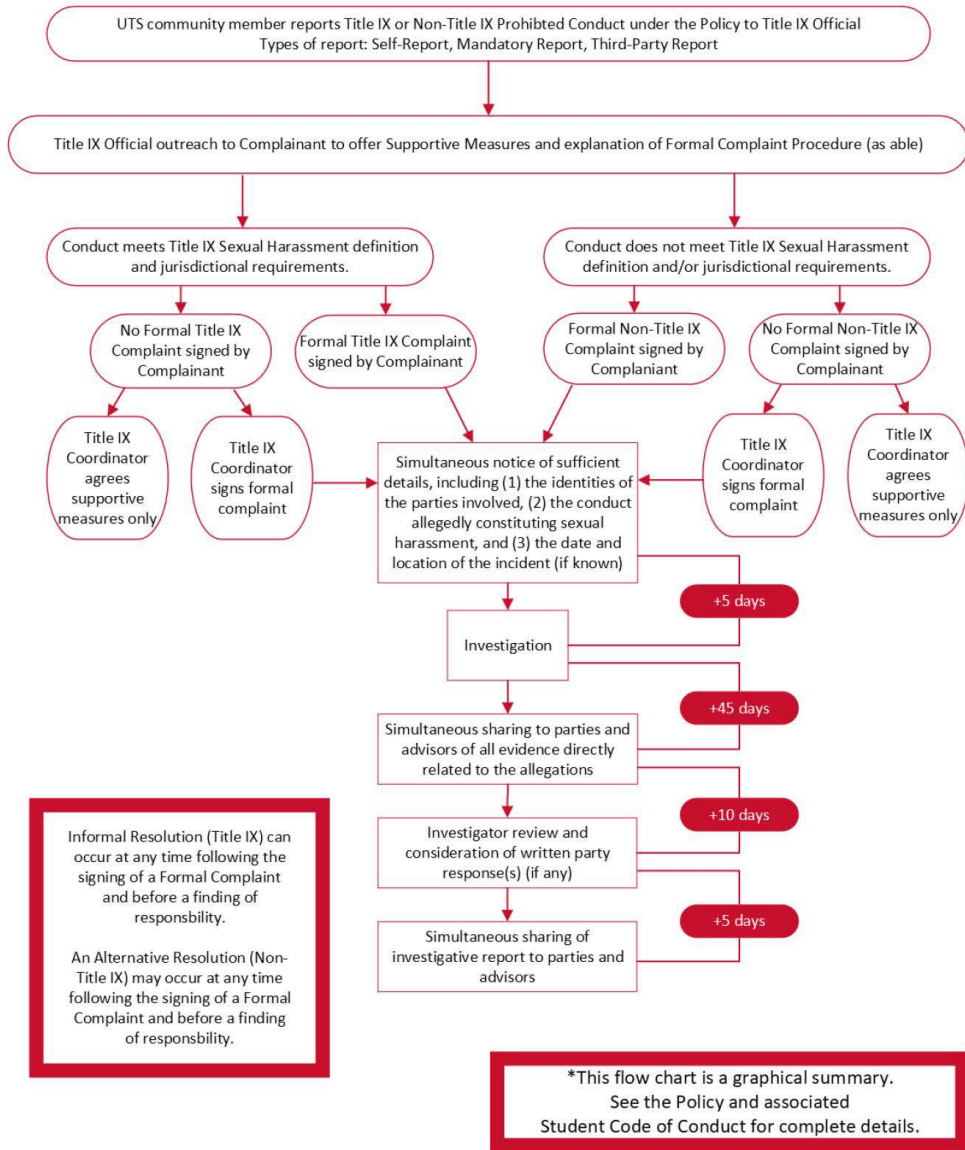 UTS community member reports Title IX or Non-Title IX Prohibted Conduct under the Policy to Title IX Official
Types of report: Self-Report, Mandatory Report, Third-Party Report
Title IX Official outreach to Complainant to offer Supportive Measures and explanation of Formal Complaint Procedure (as able)
Conduct meets Title IX Sexual Harassment definition
and jurisdictional requirements.
Conduct does not meet Title IX Sexual Harassment
definition and/or jurisdictional requirements.
No Formal Title IX
Complaint signed by
Complainant
Formal Title IX Complaint
signed by Complainant
Formal Non-Title IX
Complaint signed by
Complaniant
No Formal Non-Title IX
Complaint signed by
Complainant
Title IX
Coordinator
agrees
supportive
measures only
Title IX
Coordinator
signs formal
complaint
Simultaneous notice of sufficient
details, including (1) the identities of
the parties involved, (2) the conduct
allegedly constituting sexual
harassment, and (3) the date and
location of the incident (if known)
Title IX
Coordinator
signs formal
complaint
Title IX
Coordinator
agrees
supportive
measures only
+5 days
Investigation
+45 days
Simultaneous sharing to parties and
advisors of all evidence directly
related to the allegations
+10 days
Investigator review and
consideration of written party
response(s) (if any)
+5 days
Simultaneous sharing of
investigative report to parties and
advisors
Informal Resolution (Title IX) can
occur at any time following the
signing of a Formal Complaint
and before a finding of
responsbility.
An Alternative Resolution (Non-
Title IX) may occur at any time
following the signing of a Formal
Complaint and before a finding
of responsbility.
*This flow chart is a graphical summary.
See the Policy and associated
Student Code of Conduct for complete details.